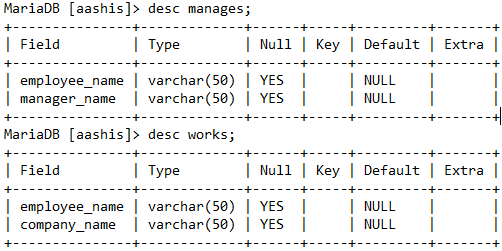 MariaDB [aashis]> desc manages;
+---------------+-------------+------+-----+---------+-------+
| Field         | Type        | Null | Key | Default | Extra |
+---------------+-------------+------+-----+---------+-------+
| employee_name | varchar(50) | YES  |     | NULL    |       |
| manager_name  | varchar(50) | YES  |     | NULL    |       |
+---------------+-------------+------+-----+---------+-------+
MariaDB [aashis]> desc works;
+---------------+-------------+------+-----+---------+-------+
| Field         | Type        | Null | Key | Default | Extra |
+---------------+-------------+------+-----+---------+-------+
| employee_name | varchar(50) | YES  |     | NULL    |       |
| company_name  | varchar(50) | YES  |     | NULL    |       |